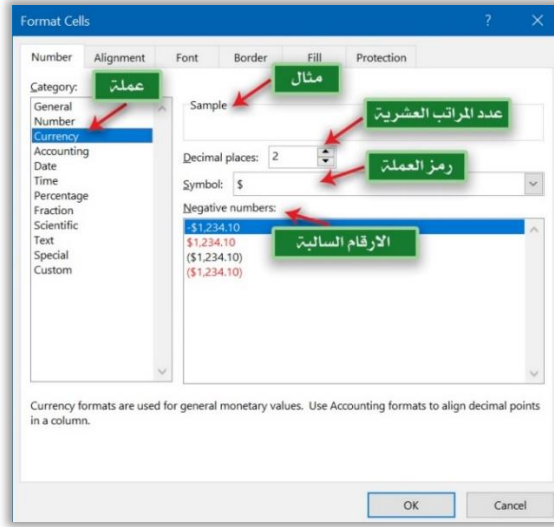 Format Cells
Number Alignment Font Border Fill Protection
Category:
عملة
General
Number
Currency
Accounting
Date
Time
Percentage
Fraction
Scientific
Text
Special
Custom
مثال
Sample
عدد المراتب العشرية
Decimal places: 2
رمز العملة
Symbol: $
Negative numbers:
-$1,234.10
$1,234.10
($1,234.10)
($1,234.10)
الارقام السالبة
Currency formats are used for general monetary values. Use Accounting formats to align decimal points
in a column.
OK Cancel